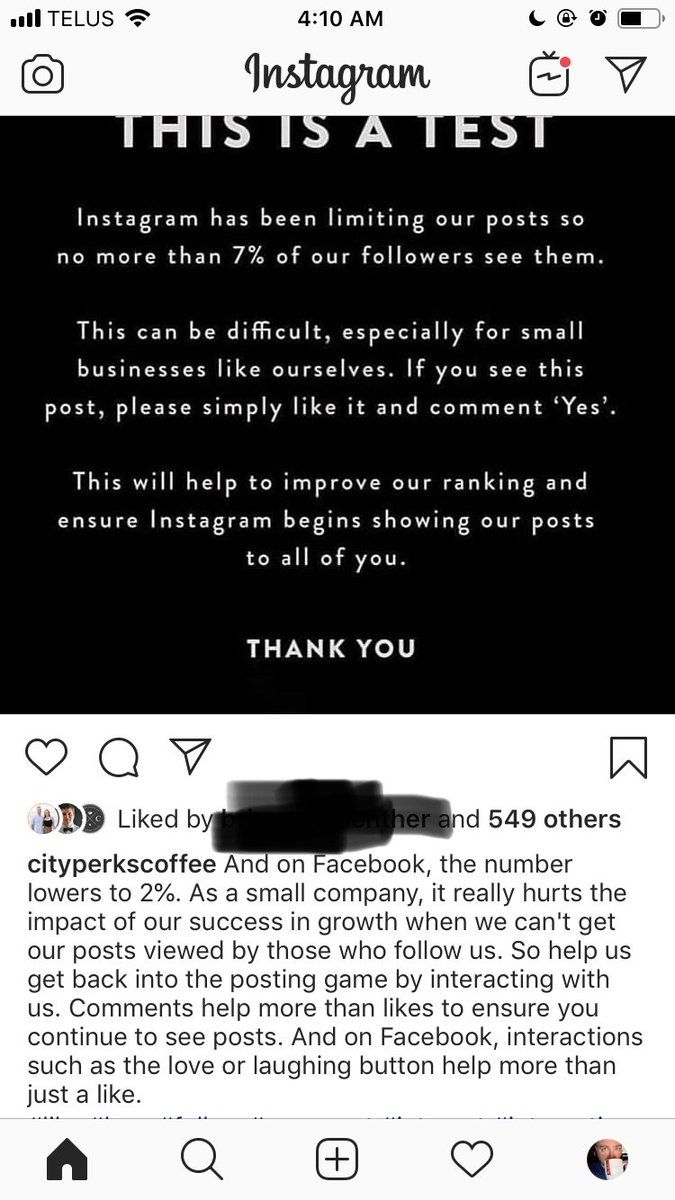 TELUS 4:10 AM
Instagram
THIS IS A TEST
Instagram has been limiting our posts so
no more than 7% of our followers see them.
This can be difficult, especially for small
businesses like ourselves. If you see this
post, please simply like it and comment ‘Yes’.
This will help to improve our ranking and
ensure Instagram begins showing our posts
to all of you.
THANK YOU
Liked by and 549 others
cityperkscoffee And on Facebook, the number
lowers to 2%. As a small company, it really hurts the
impact of our success in growth when we can't get
our posts viewed by those who follow us. So help us
get back into the posting game by interacting with
us. Comments help more than likes to ensure you
continue to see posts. And on Facebook, interactions
such as the love or laughing button help more than
just a like.